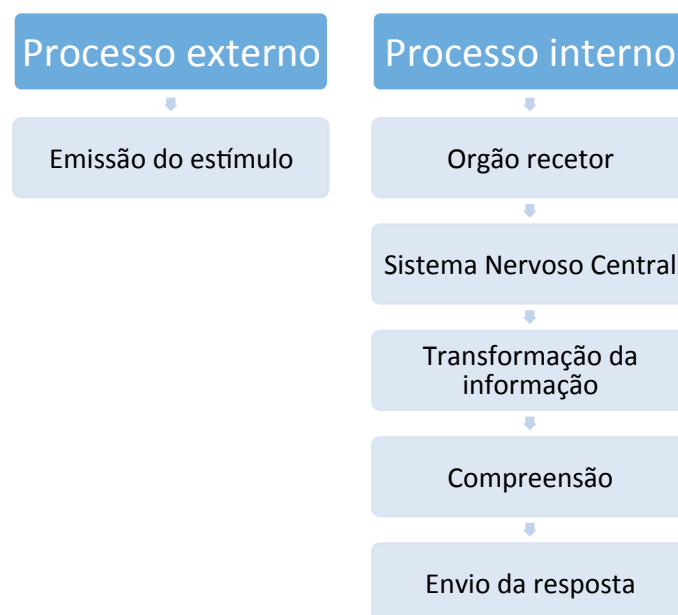 Processo externo
Emissão do estímulo
Processo interno
Orgão recetor
Sistema Nervoso Central
Transformação da
informação
Compreensão
Envio da resposta